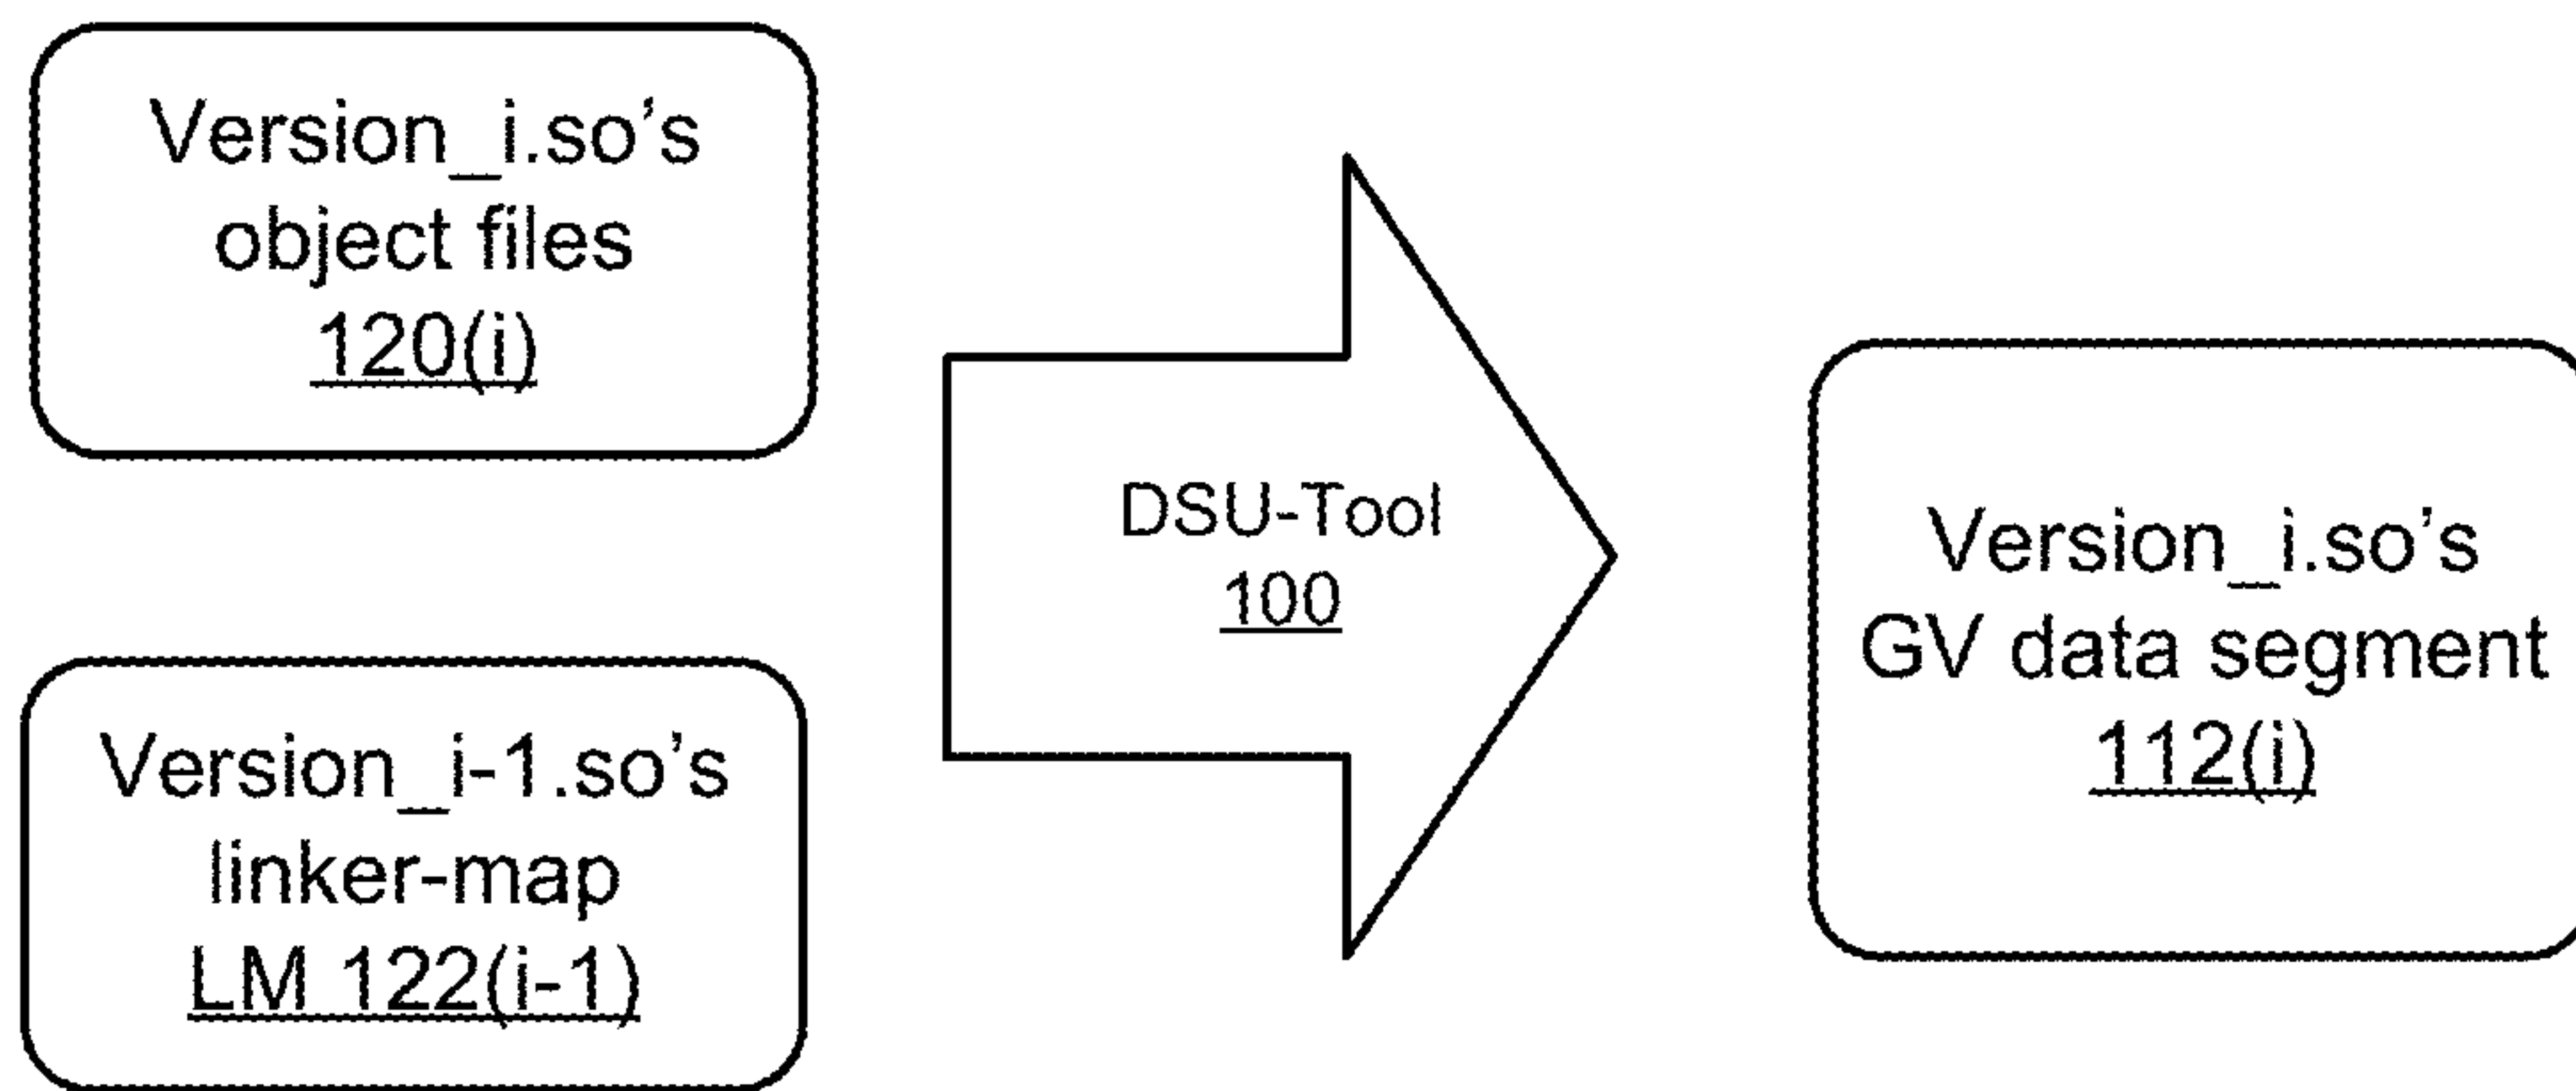 Version_i.so’s
object files
120(i)
Version_i-1.so’s
linker-map
LM 122(i-1)
DSU-Tool
100
Version_i.so’s
GV data segment
112(i)